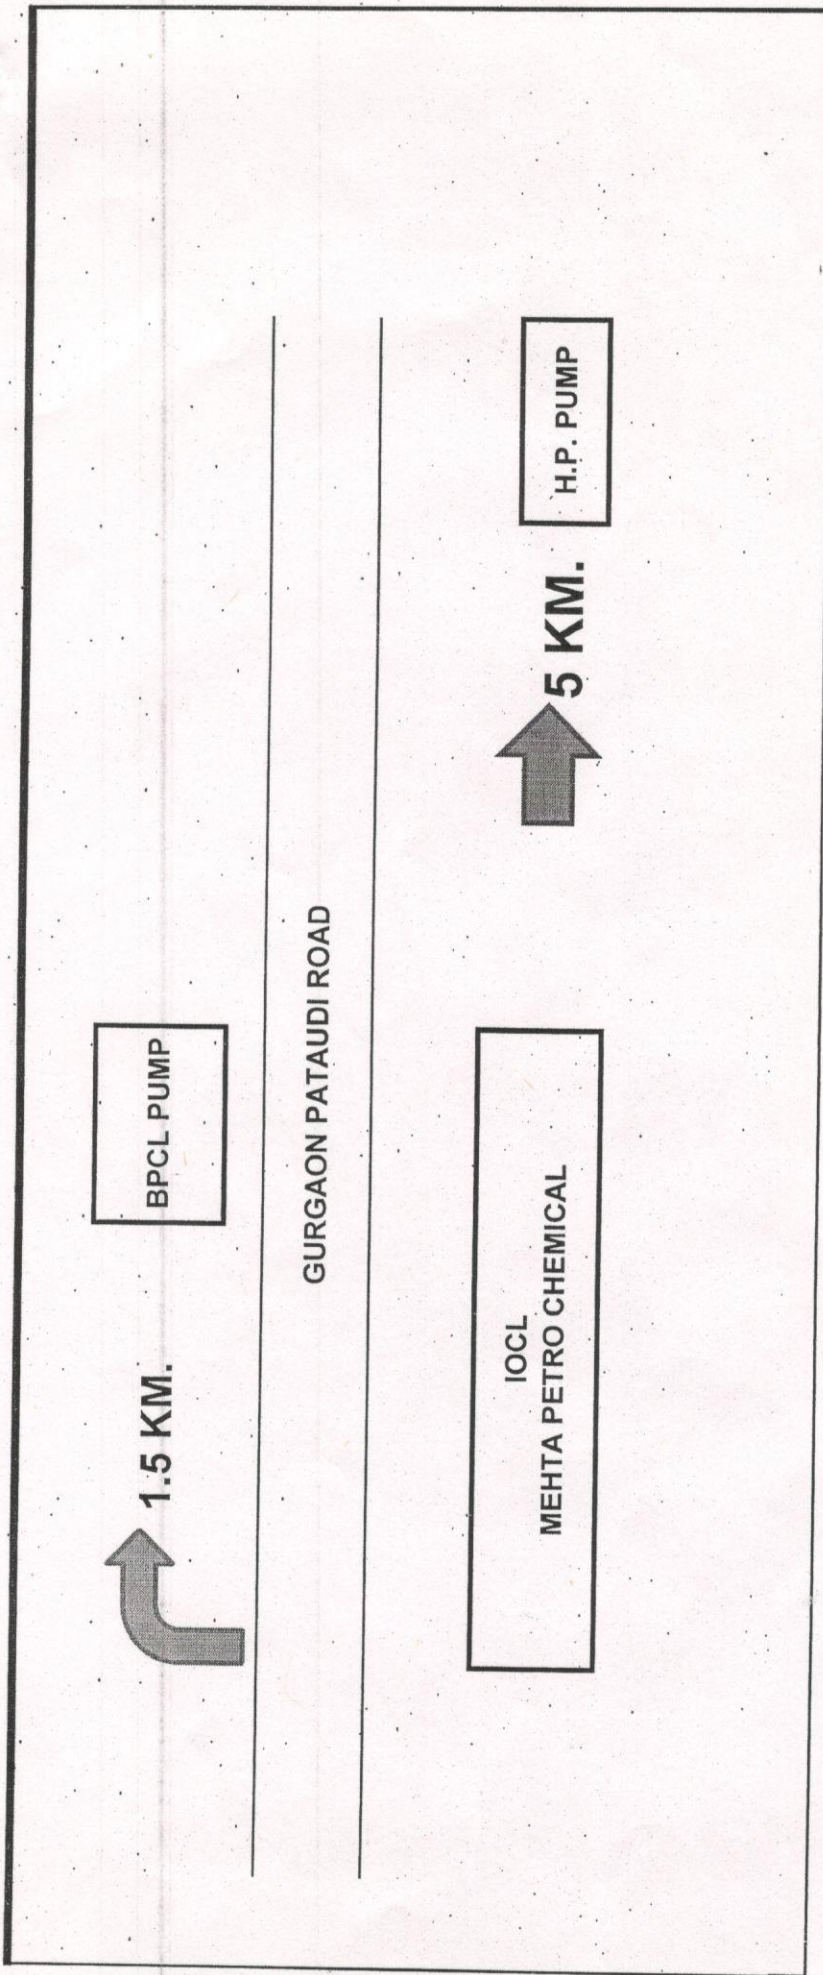 1.5 KM.
BPCL PUMP
GURGAON PATAUDI ROAD
IOCL
MEHTA PETRO CHEMICAL
5 KM.
H.P. PUMP